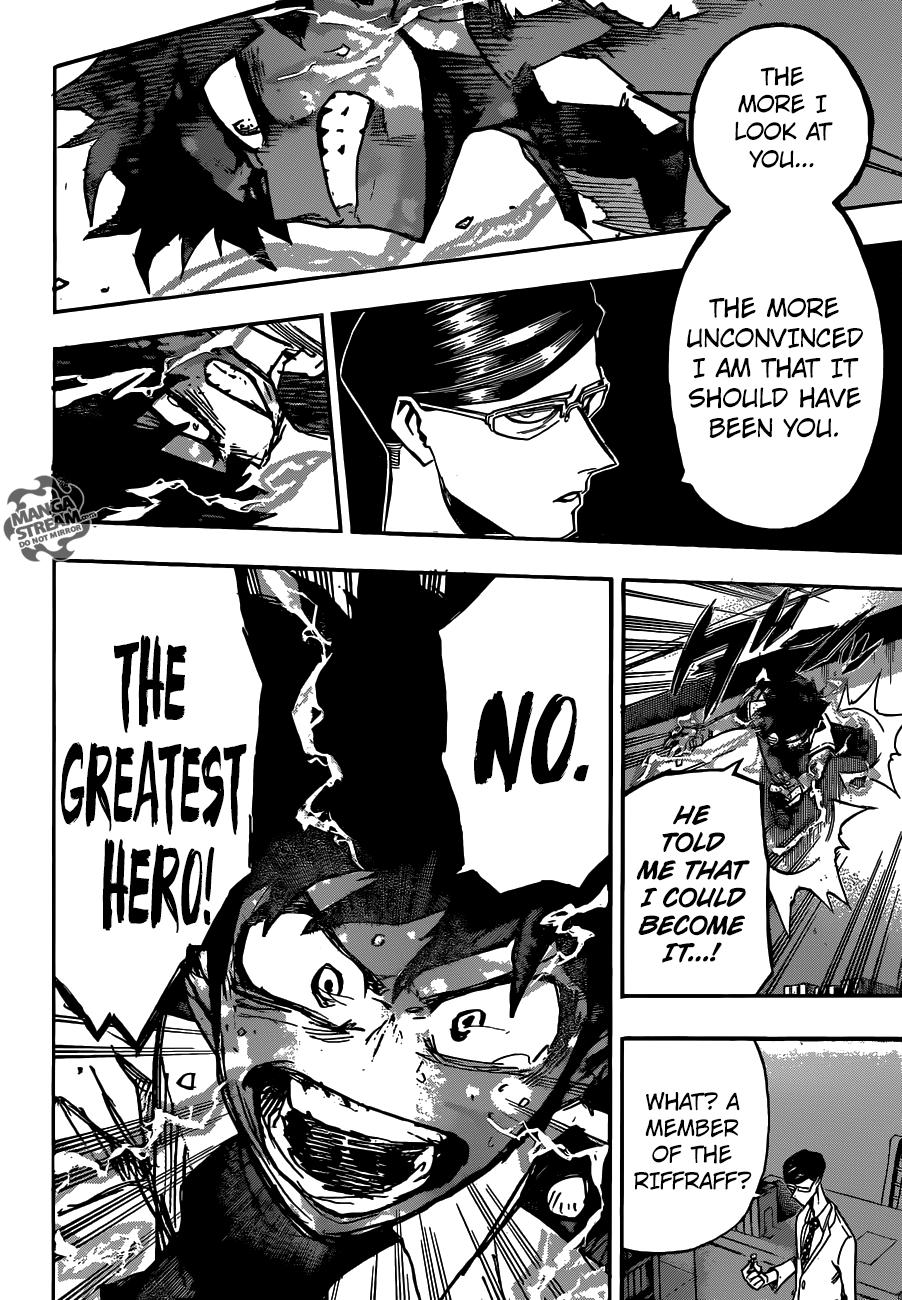 THE
MORE I
LOOK AT
YOU...
THE MORE
UNCONVINCED
I AM THAT IT
SHOULD HAVE
BEEN YOU.
MANGA
STREAM.com
DO NOT MIRROR
HE
TOLD
ME THAT
I COULD
BECOME
IT...!
WHAT? A
MEMBER
OF THE
RIFFRAFF?
NO.
THE
GREATEST
HERO!